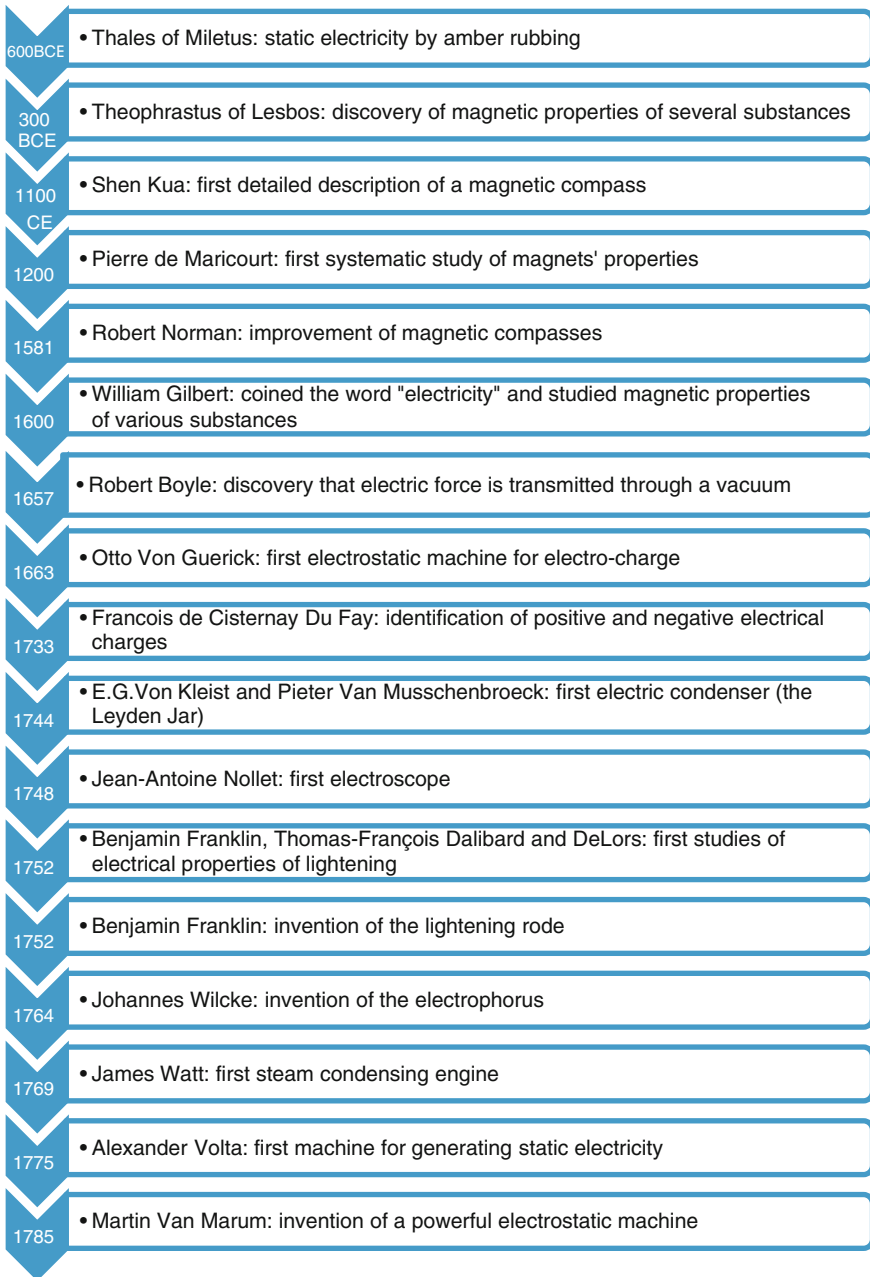 600BCE
• Thales of Miletus: static electricity by amber rubbing
300
BCE
• Theophrastus of Lesbos: discovery of magnetic properties of several substances
1100
CE
• Shen Kua: first detailed description of a magnetic compass
1200
• Pierre de Maricourt: first systematic study of magnets' properties
1581
• Robert Norman: improvement of magnetic compasses
1600
• William Gilbert: coined the word "electricity" and studied magnetic properties
of various substances
1657
• Robert Boyle: discovery that electric force is transmitted through a vacuum
1663
• Otto Von Guerick: first electrostatic machine for electro-charge
1733
• Francois de Cisternay Du Fay: identification of positive and negative electrical
charges
1744
• E.G.Von Kleist and Pieter Van Musschenbroeck: first electric condenser (the
Leyden Jar)
1748
• Jean-Antoine Nollet: first electroscope
1752
• Benjamin Franklin, Thomas-François Dalibard and DeLors: first studies of
electrical properties of lightening
1752
• Benjamin Franklin: invention of the lightening rode
1764
• Johannes Wilcke: invention of the electrophorus
1769
• James Watt: first steam condensing engine
1775
• Alexander Volta: first machine for generating static electricity
1785
• Martin Van Marum: invention of a powerful electrostatic machine